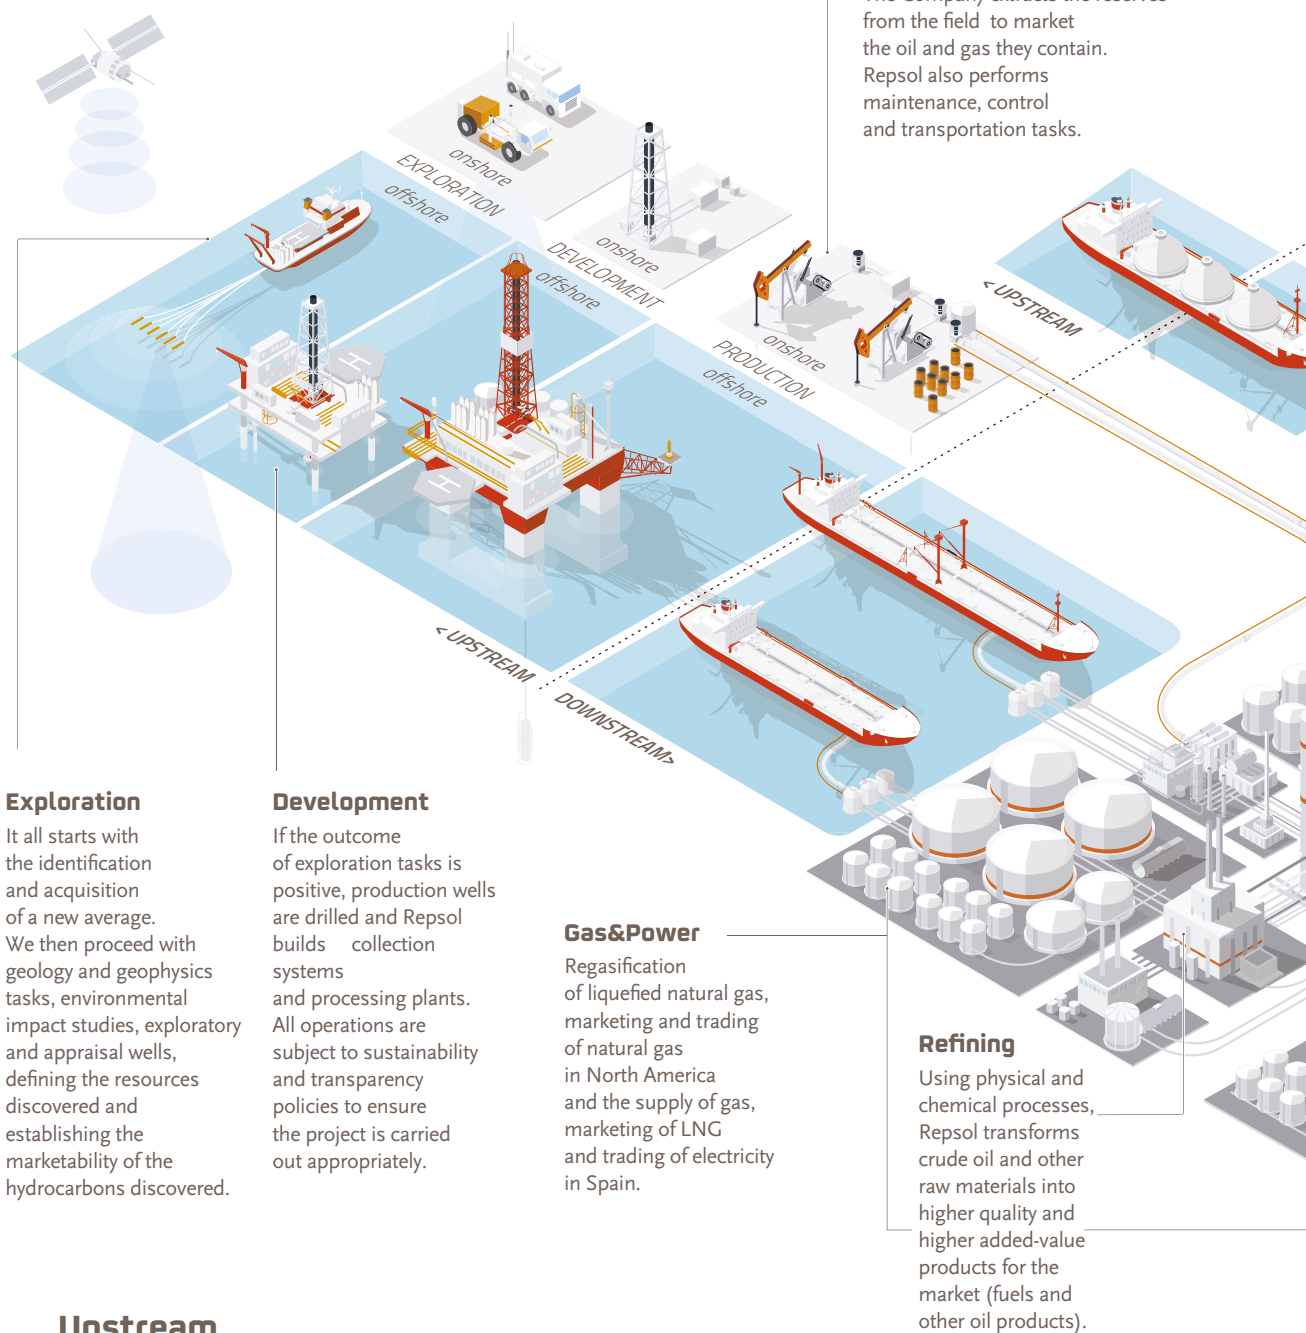 The Company extracts the reserves
from the field to market
the oil and gas they contain.
Repsol also performs
maintenance, control
and transportation tasks.
onshore
EXPLORATION
offshore
onshore
DEVELOPMENT
offshore
onshore
PRODUCTION
offshore
< UPSTREAM
< UPSTREAM
DOWNSTREAM>
Exploration
It all starts with
the identification
and acquisition
of a new average.
We then proceed with
geology and geophysics
tasks, environmental
impact studies, exploratory
and appraisal wells,
defining the resources
discovered and
establishing the
marketability of the
hydrocarbons discovered.
Development
If the outcome
of exploration tasks is
positive, production wells
are drilled and Repsol
builds collection
systems
and processing plants.
All operations are
subject to sustainability
and transparency
policies to ensure
the project is carried
out appropriately.
Gas&Power
Regasification
of liquefied natural gas,
marketing and trading
of natural gas
in North America
and the supply of gas,
marketing of LNG
and trading of electricity
in Spain.
Refining
Using physical and
chemical processes,
Repsol transforms
crude oil and other
raw materials into
higher quality and
higher added-value
products for the
market (fuels and
other oil products).
Upstream